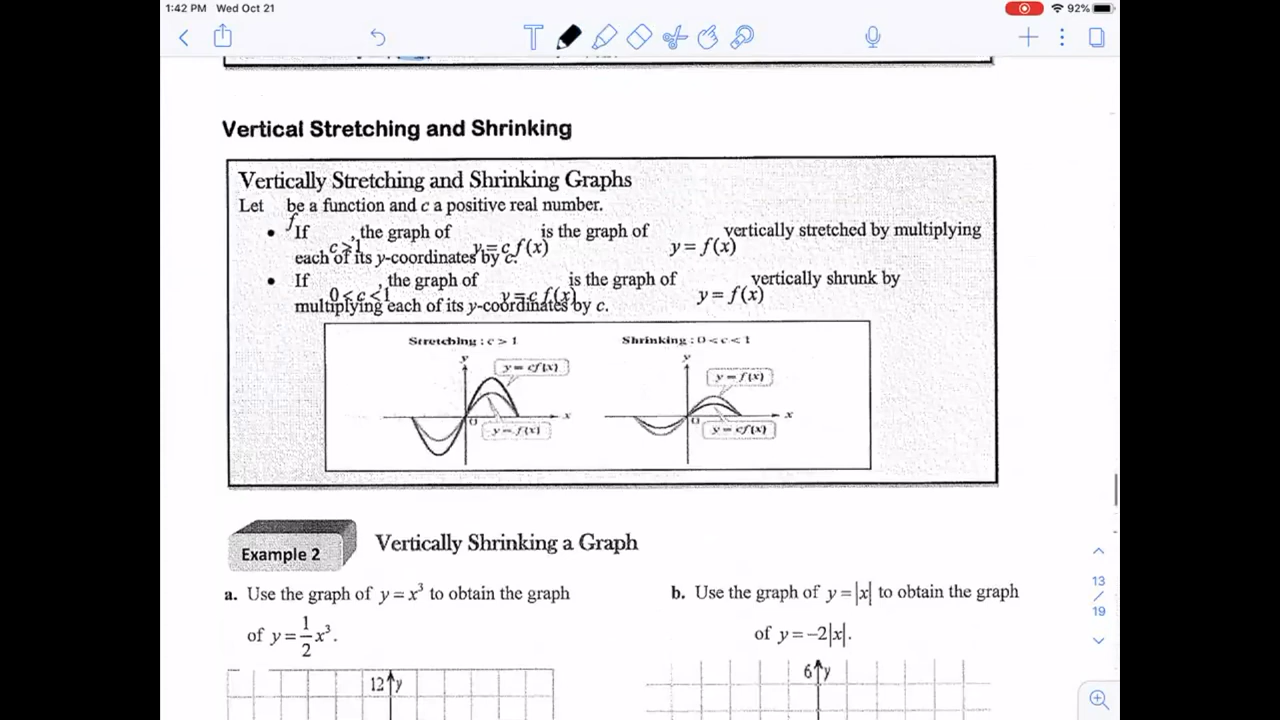 1:42 PM Wed Oct 21
92%
T
Vertical Stretching and Shrinking
Vertically Stretching and Shrinking Graphs
Let f be a function and c a positive real number.
• If c > 1, the graph of y = c f(x) is the graph of y = f(x) vertically stretched by multiplying
each of its y-coordinates by c.
• If 0 < c < 1, the graph of y = c f(x) is the graph of y = f(x) vertically shrunk by
multiplying each of its y-coordinates by c.
Stretching : c > 1
y
y = cf(x)
x
O
y = f(x)
Shrinking : 0 < c < 1
y
y = f(x)
x
O
y = cf(x)
Example 2
Vertically Shrinking a Graph
a. Use the graph of y = x³ to obtain the graph
of y = 1/2 x³.
b. Use the graph of y = |x| to obtain the graph
of y = −2|x|.
12 y
6 y
13
/
19